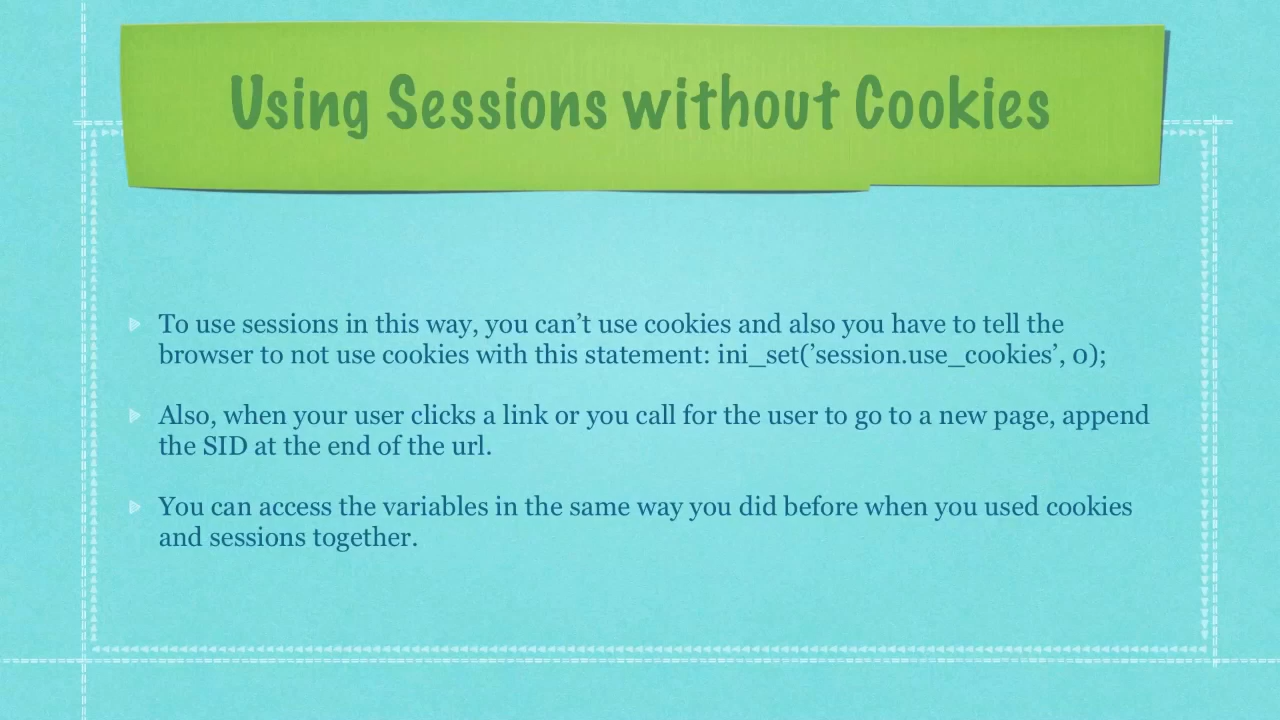 Using Sessions without Cookies
To use sessions in this way, you can’t use cookies and also you have to tell the
browser to not use cookies with this statement: ini_set(’session.use_cookies’, 0);
Also, when your user clicks a link or you call for the user to go to a new page, append
the SID at the end of the url.
You can access the variables in the same way you did before when you used cookies
and sessions together.